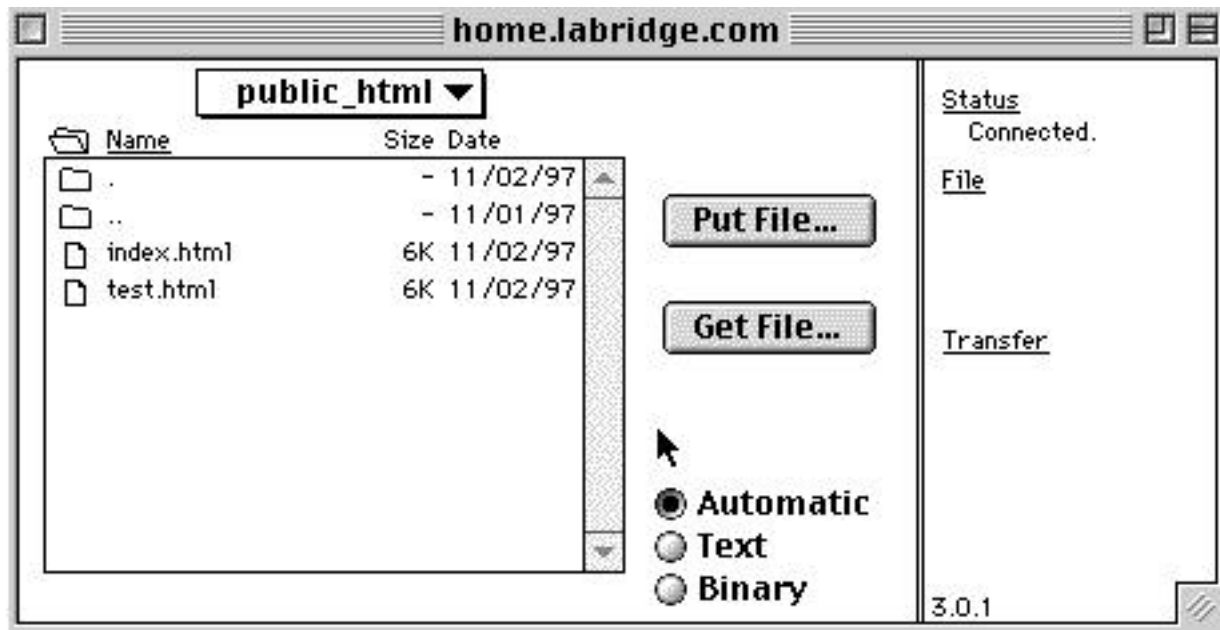 home.labridge.com
public_html
Name Size Date
. - 11/02/97
.. - 11/01/97
index.html 6K 11/02/97
test.html 6K 11/02/97
Put File...
Get File...
Automatic
Text
Binary
Status
Connected.
File
Transfer
3.0.1